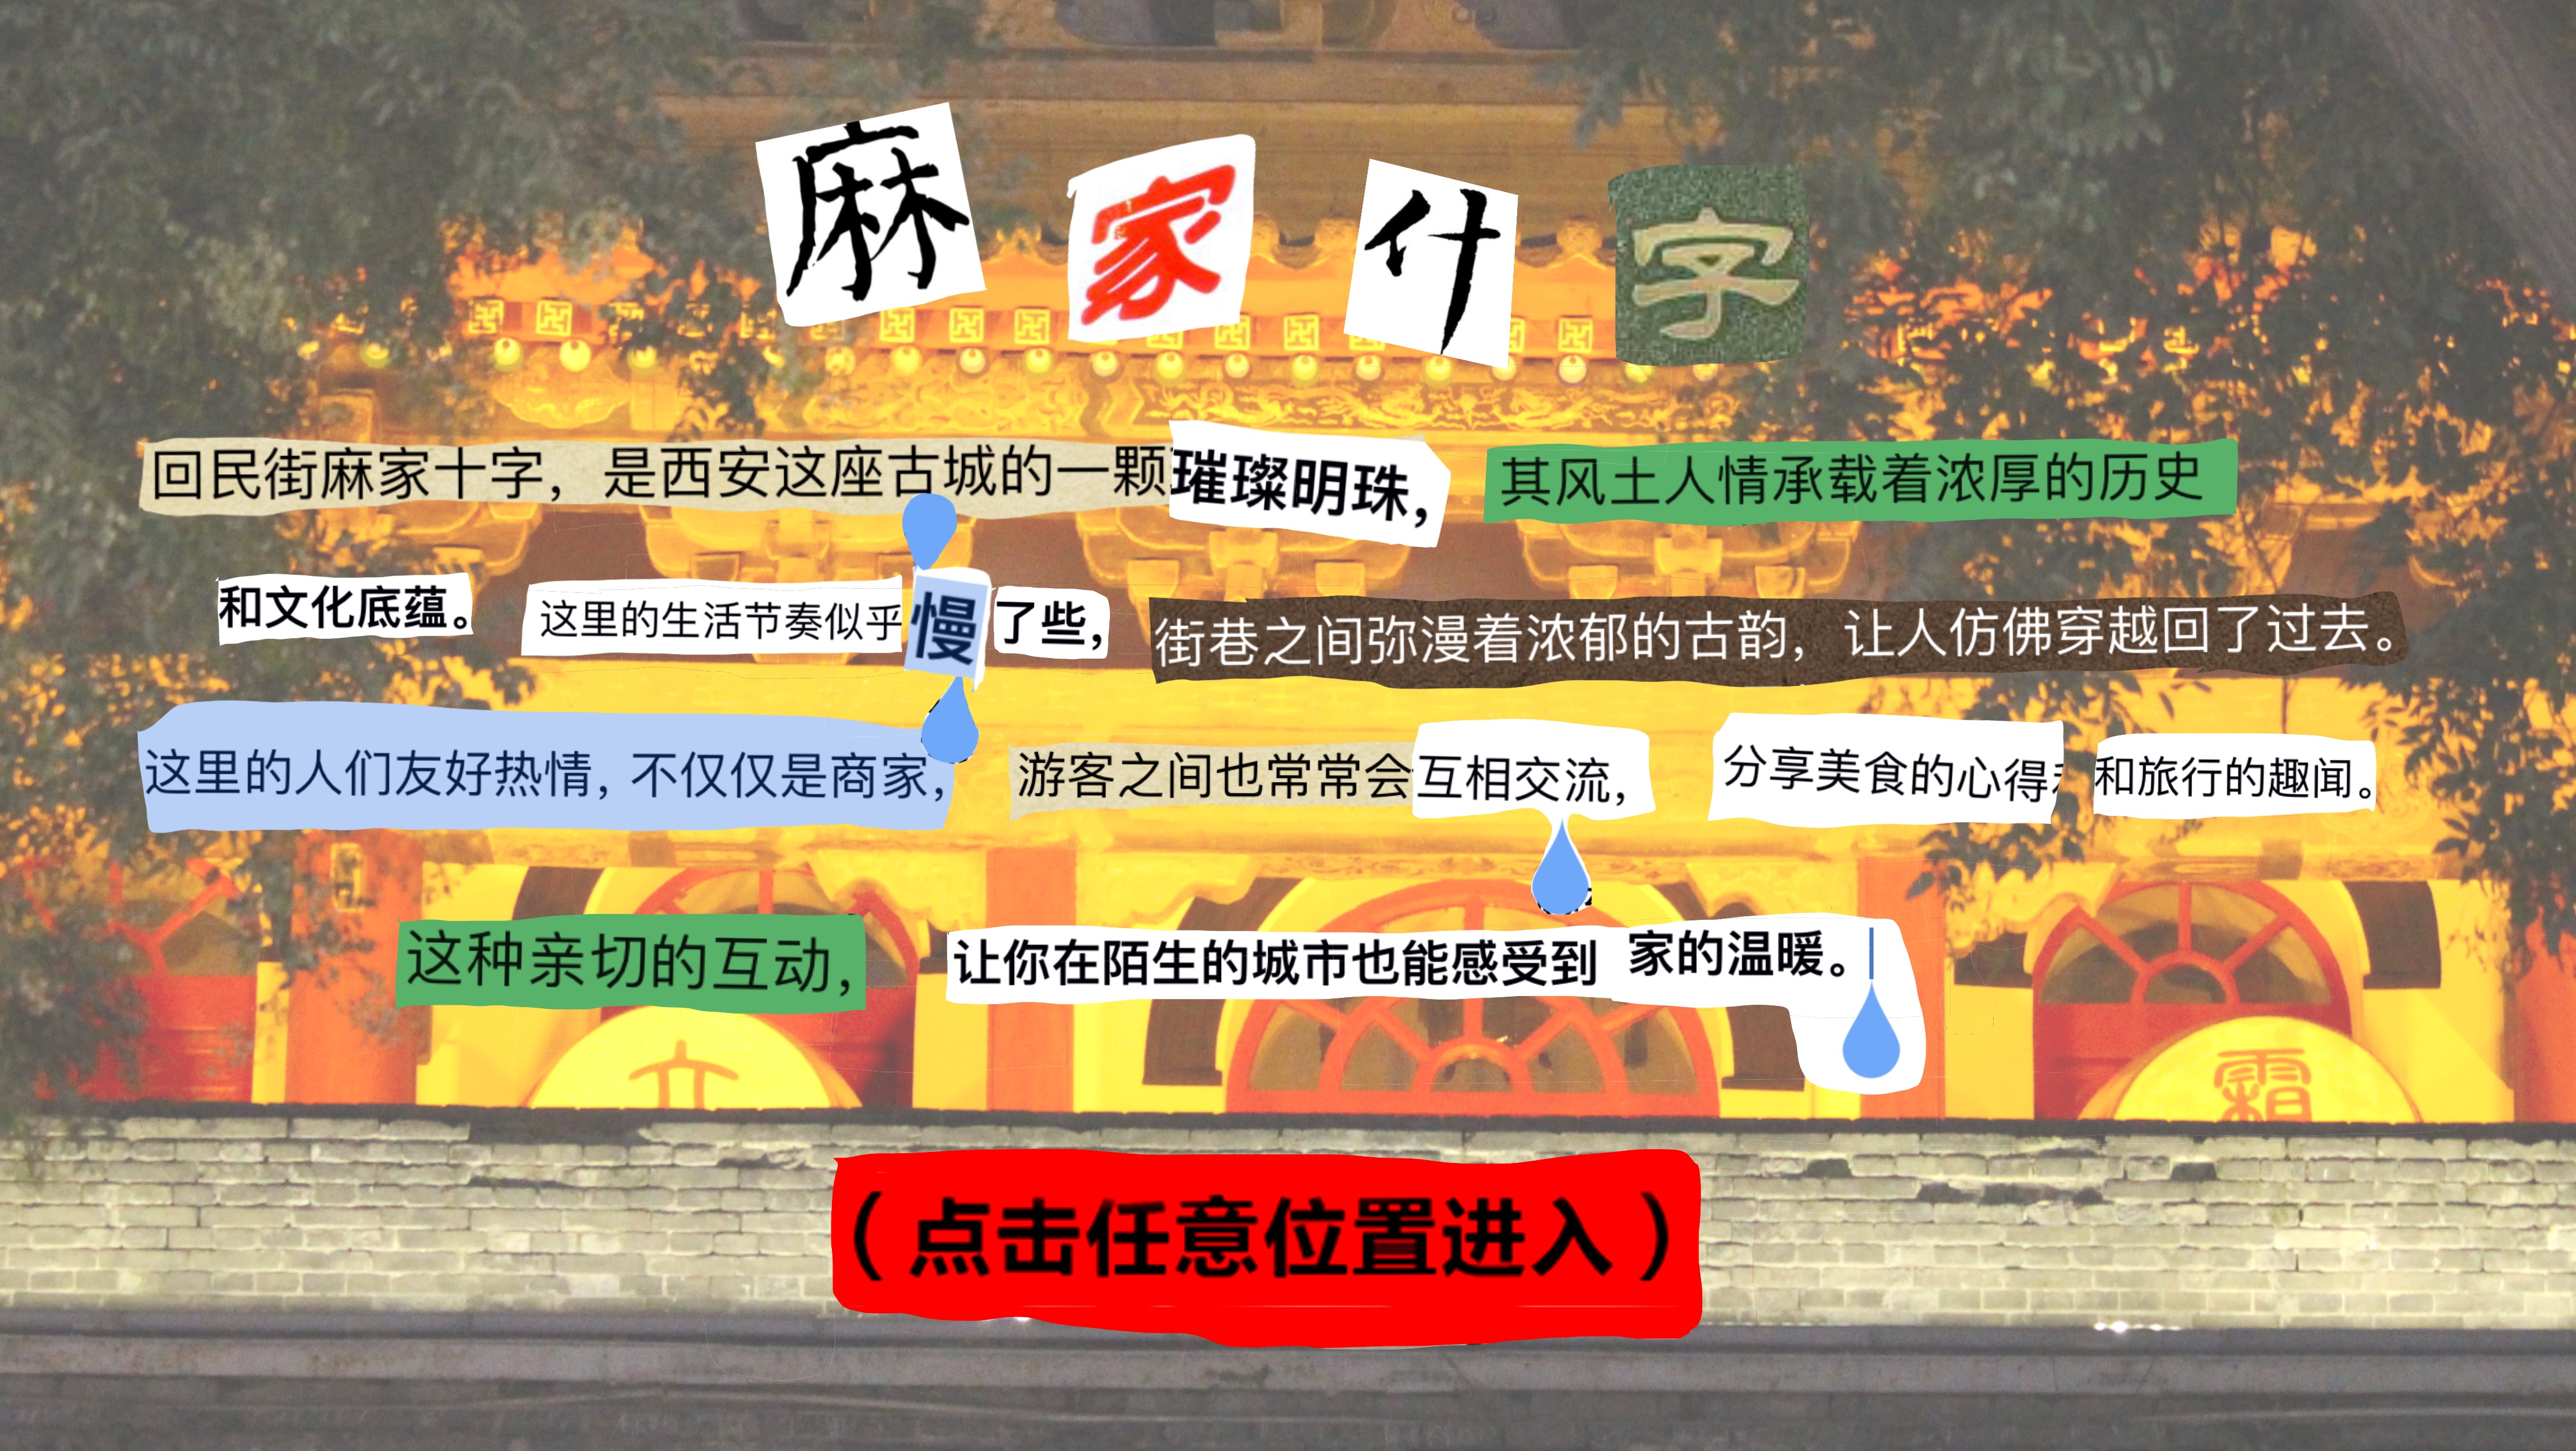 麻家什字
回民街麻家十字，是西安这座古城的一颗璀璨明珠，其风土人情承载着浓厚的历史
和文化底蕴。这里的生活节奏似乎慢了些，街巷之间弥漫着浓郁的古韵，让人仿佛穿越回了过去。
这里的人们友好热情，不仅仅是商家，游客之间也常常会互相交流，分享美食的心得和旅行的趣闻。
这种亲切的互动，让你在陌生的城市也能感受到家的温暖。
霜
（点击任意位置进入）